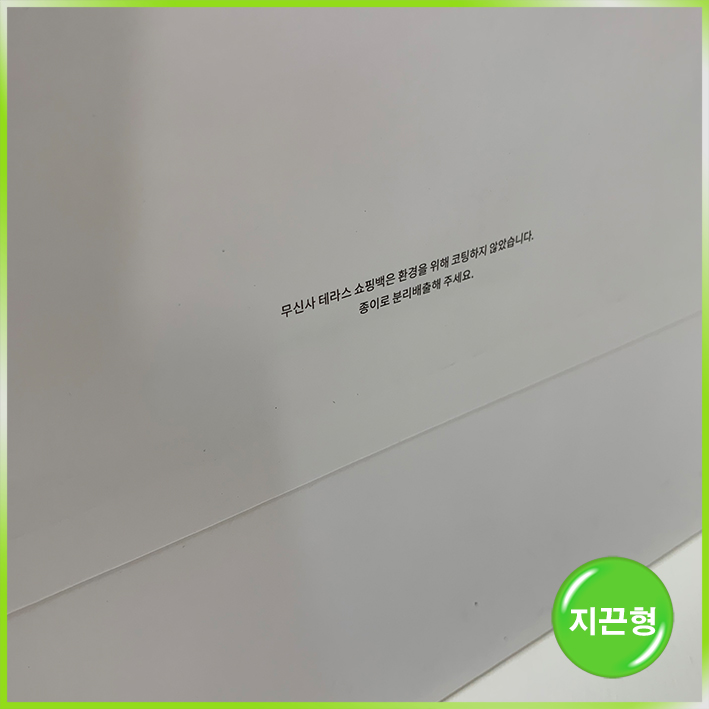 무신사 테라스 쇼핑백은 환경을 위해 코팅하지 않았습니다.
종이로 분리배출해 주세요.
지끈형